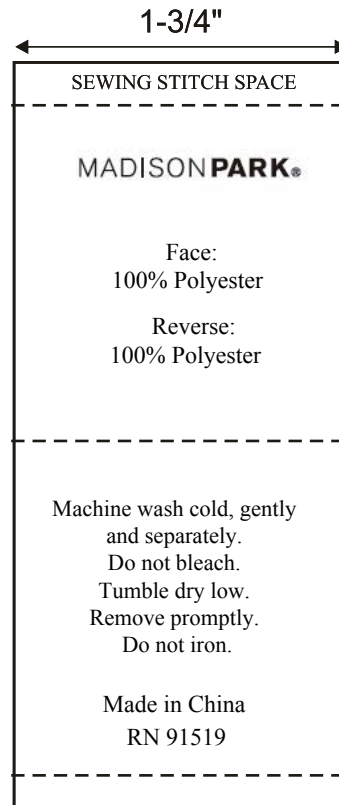 1-3/4"
SEWING STITCH SPACE
MADISONPARK®
Face:
100% Polyester
Reverse:
100% Polyester
Machine wash cold, gently
and separately.
Do not bleach.
Tumble dry low.
Remove promptly.
Do not iron.
Made in China
RN 91519